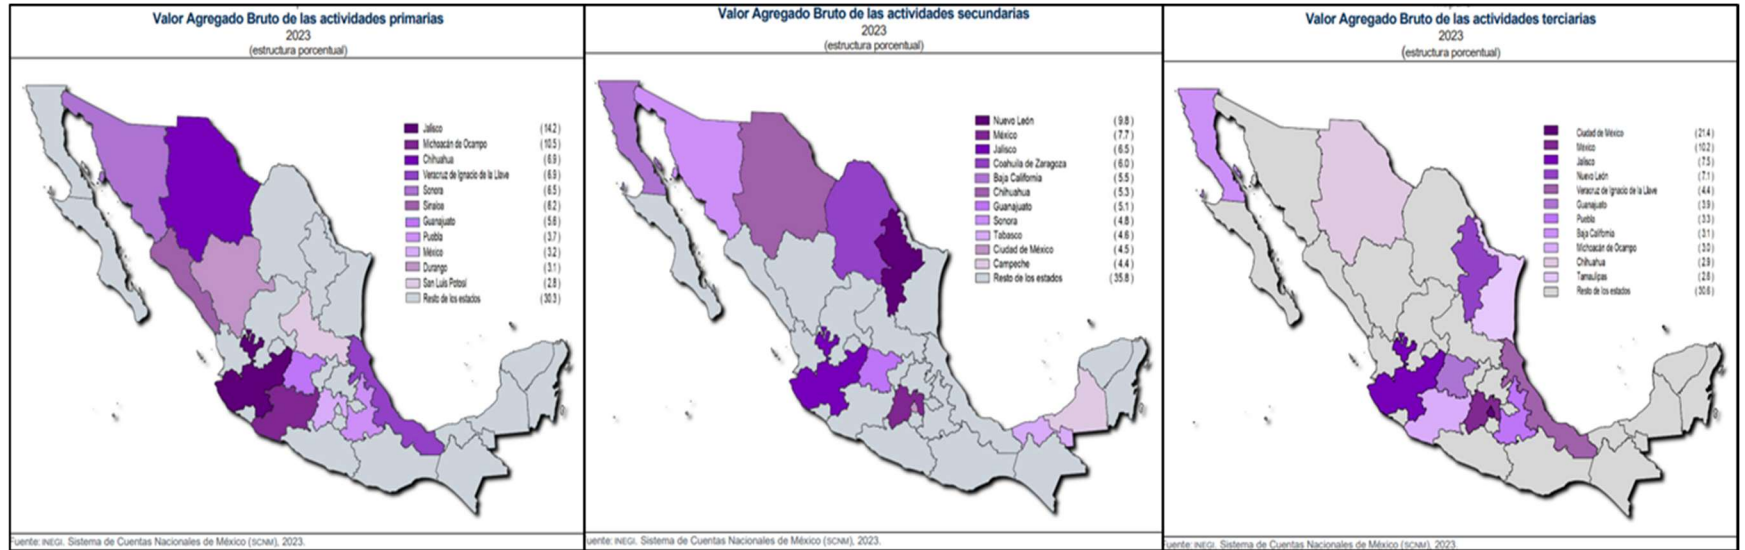 Valor Agregado Bruto de las actividades primarias
2023
(estructura porcentual)
Jalisco (14.2)
Michoacán de Ocampo (10.5)
Chihuahua (6.9)
Veracruz de Ignacio de la Llave (6.9)
Sonora (6.5)
Sinaloa (6.2)
Guanajuato (5.6)
Puebla (3.7)
México (3.2)
Durango (3.1)
San Luis Potosí (2.8)
Resto de los estados (30.3)
Fuente: INEGI. Sistema de Cuentas Nacionales de México (SCNM), 2023.
Valor Agregado Bruto de las actividades secundarias
2023
(estructura porcentual)
Nuevo León (9.8)
México (7.7)
Jalisco (6.5)
Coahuila de Zaragoza (6.0)
Baja California (5.5)
Chihuahua (5.3)
Guanajuato (5.1)
Sonora (4.8)
Tabasco (4.6)
Ciudad de México (4.5)
Campeche (4.4)
Resto de los estados (35.8)
uente: INEGI. Sistema de Cuentas Nacionales de México (SCNM), 2023.
Valor Agregado Bruto de las actividades terciarias
2023
(estructura porcentual)
Ciudad de México (21.4)
México (10.2)
Jalisco (7.5)
Nuevo León (7.1)
Veracruz de Ignacio de la Llave (4.4)
Guanajuato (3.9)
Puebla (3.3)
Baja California (3.1)
Michoacán de Ocampo (3.0)
Chihuahua (2.9)
Tamaulipas (2.6)
Resto de los estados (30.6)
Fuente: INEGI. Sistema de Cuentas Nacionales de México (SCNM), 2023.